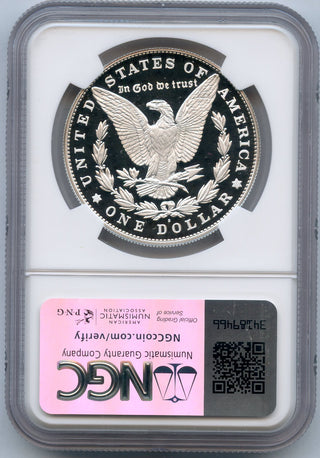 UNITED STATES OF AMERICA
In God we trust
★ ONE DOLLAR ★
NGC
Numismatic Guaranty Company
NGCcoin.com/verify
Official Grading
Service of
AMERICAN
NUMISMATIC
ASSOCIATION
PNG